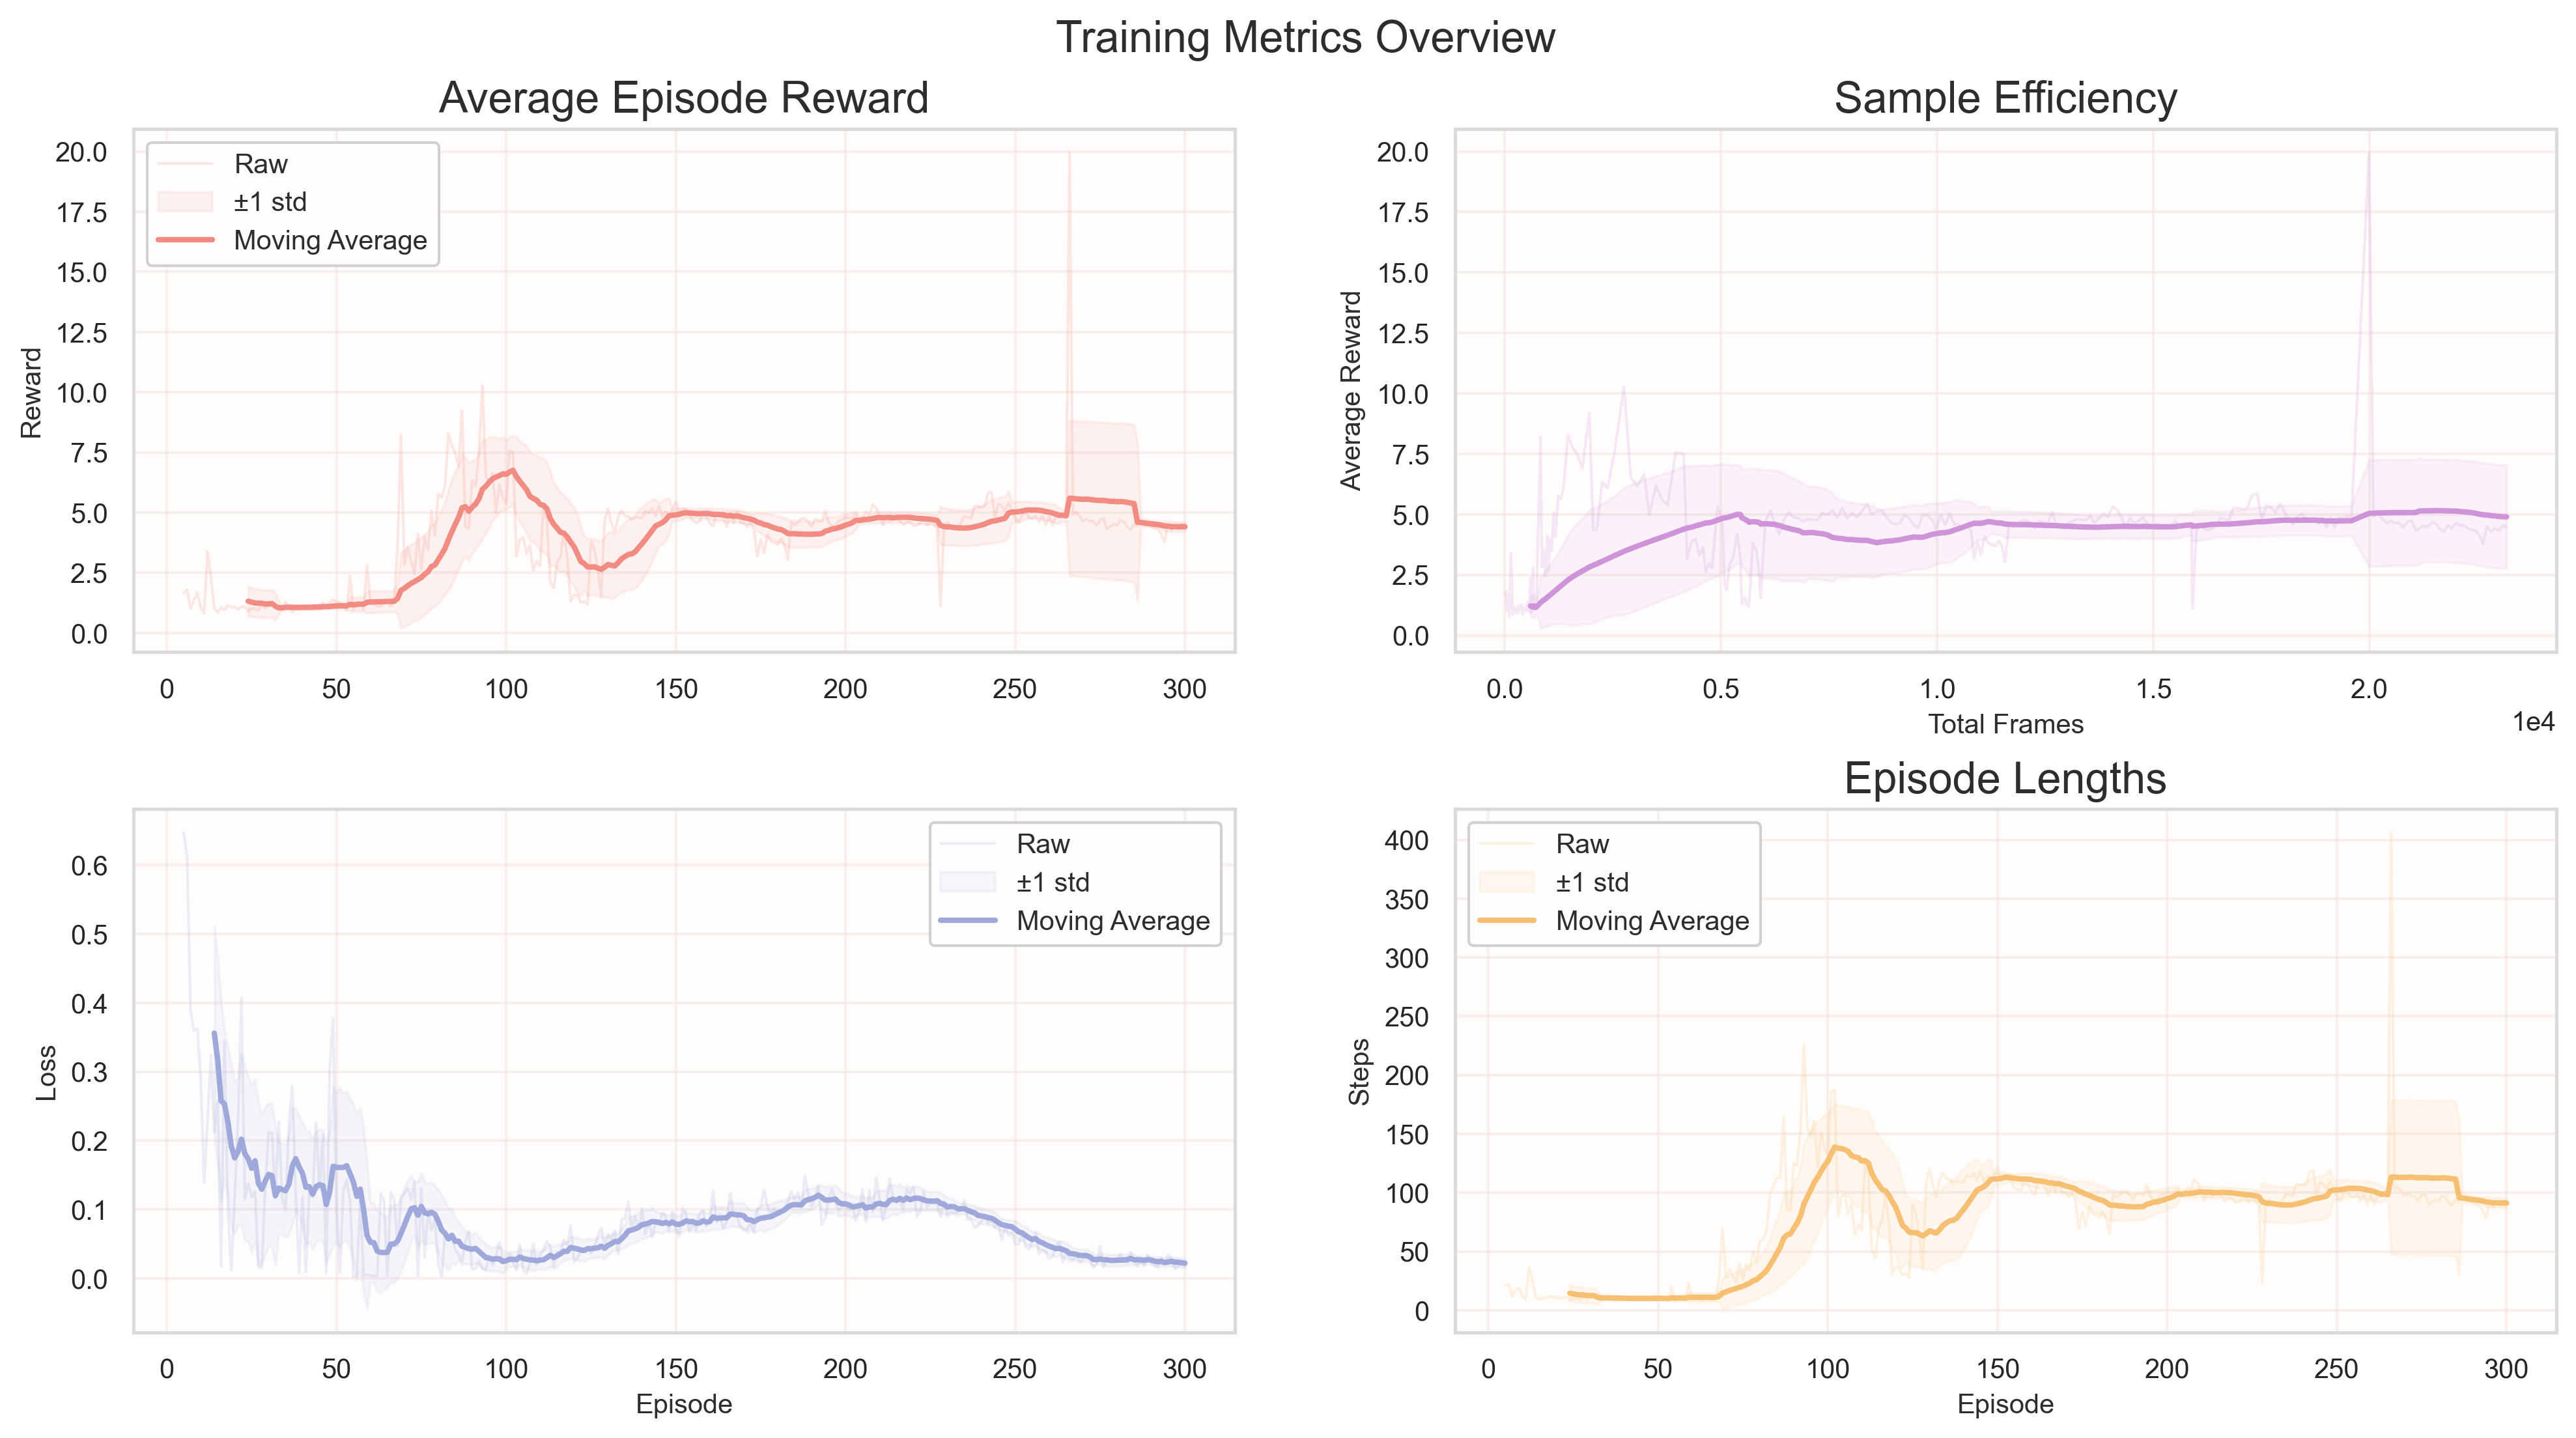 Training Metrics Overview
Average Episode Reward
Reward
20.0
17.5
15.0
12.5
10.0
7.5
5.0
2.5
0.0
Raw
±1 std
Moving Average
0 50 100 150 200 250 300
Sample Efficiency
Average Reward
20.0
17.5
15.0
12.5
10.0
7.5
5.0
2.5
0.0
0.0 0.5 1.0 1.5 2.0
Total Frames
1e4
Loss
0.6
0.5
0.4
0.3
0.2
0.1
0.0
Raw
±1 std
Moving Average
0 50 100 150 200 250 300
Episode
Episode Lengths
Steps
400
350
300
250
200
150
100
50
0
Raw
±1 std
Moving Average
0 50 100 150 200 250 300
Episode